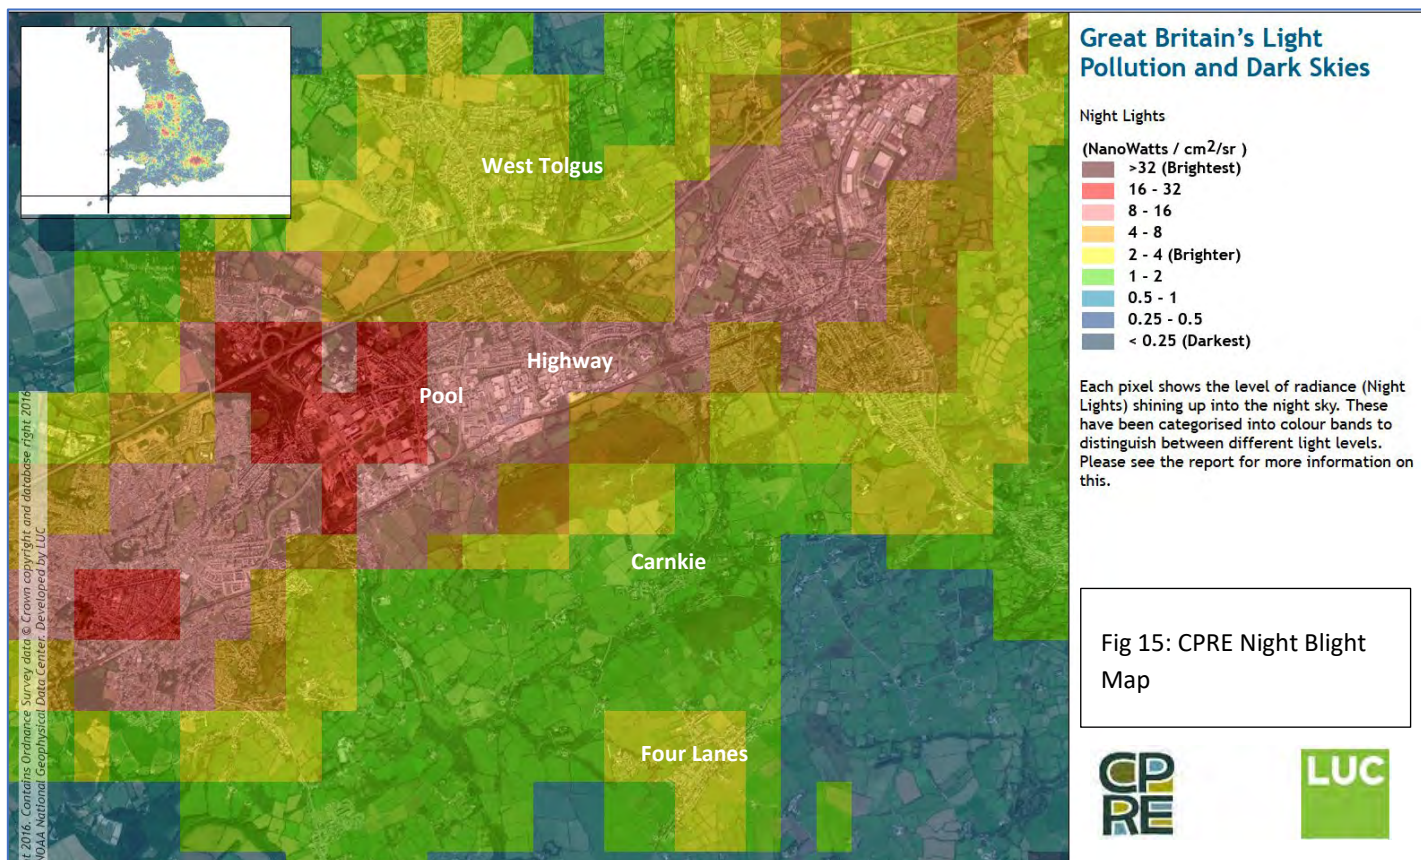 Great Britain's Light
Pollution and Dark Skies
Night Lights
(NanoWatts / cm2/sr )
>32 (Brightest)
16 - 32
8 - 16
4 - 8
2 - 4 (Brighter)
1 - 2
0.5 - 1
0.25 - 0.5
< 0.25 (Darkest)
Each pixel shows the level of radiance (Night
Lights) shining up into the night sky. These
have been categorised into colour bands to
distinguish between different light levels.
Please see the report for more information on
this.
Fig 15: CPRE Night Blight
Map
CPRE
LUC
West Tolgus
Highway
Pool
Carnkie
Four Lanes
2016. Contains Ordnance Survey data © Crown copyright and database right 2016
NOAA National Geophysical Data Center. Developed by LUC